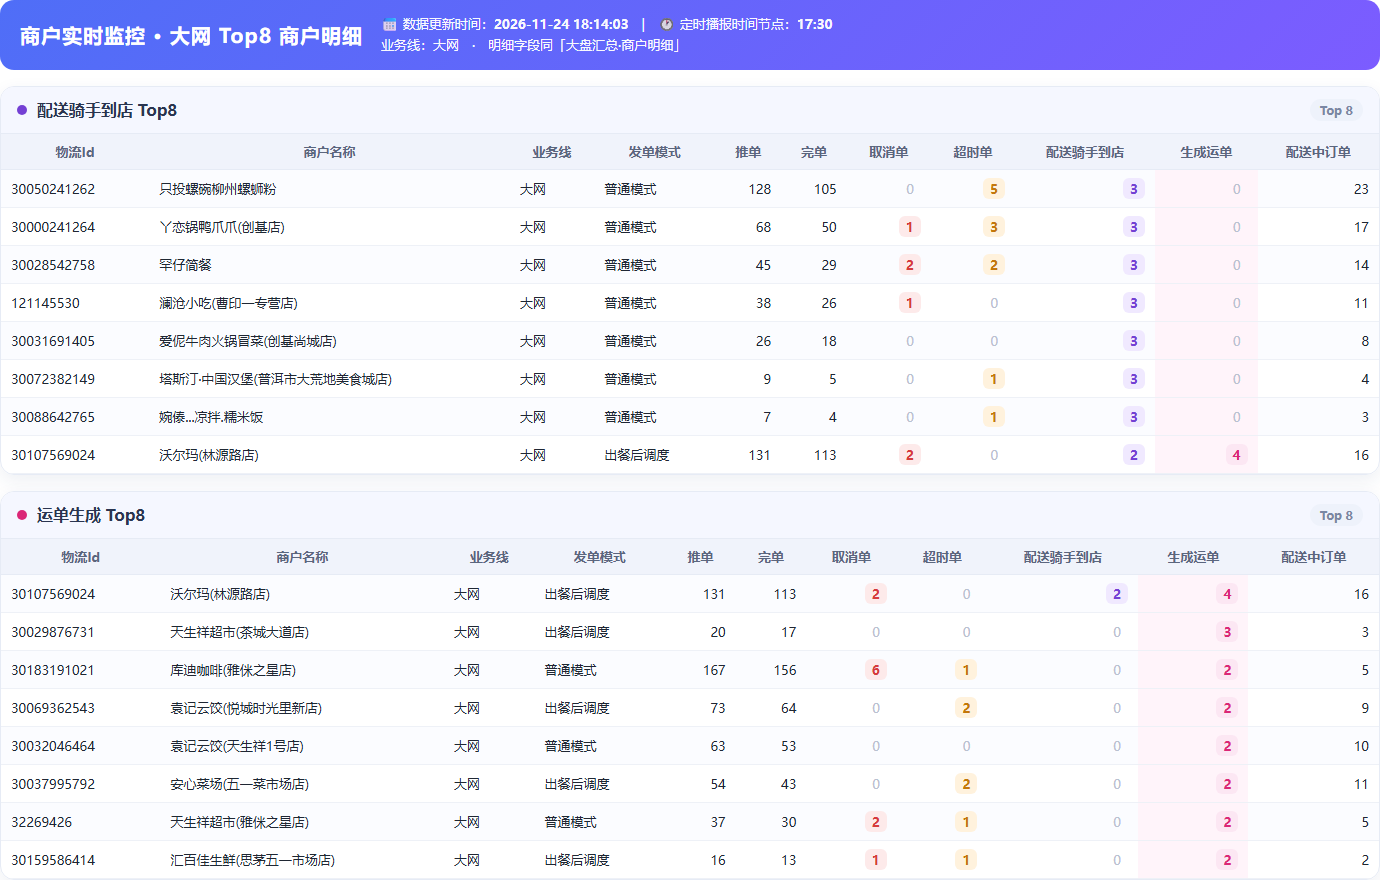 商户实时监控 • 大网 Top8 商户明细
数据更新时间：2026-11-24 18:14:03 | 定时播报时间节点：17:30
业务线：大网 · 明细字段同「大盘汇总·商户明细」
配送骑手到店 Top8 Top 8
物流Id 商户名称 业务线 发单模式 推单 完单 取消单 超时单 配送骑手到店 生成运单 配送中订单
30050241262 只投螺碗柳州螺蛳粉 大网 普通模式 128 105 0 5 3 0 23
30000241264 丫恋锅鸭爪爪(创基店) 大网 普通模式 68 50 1 3 3 0 17
30028542758 罕仔简餐 大网 普通模式 45 29 2 2 3 0 14
121145530 澜沧小吃(曹印一专营店) 大网 普通模式 38 26 1 0 3 0 11
30031691405 爱伲牛肉火锅冒菜(创基尚城店) 大网 普通模式 26 18 0 0 3 0 8
30072382149 塔斯汀·中国汉堡(普洱市大荒地美食城店) 大网 普通模式 9 5 0 1 3 0 4
30088642765 婉傣...凉拌.糯米饭 大网 普通模式 7 4 0 1 3 0 3
30107569024 沃尔玛(林源路店) 大网 出餐后调度 131 113 2 0 2 4 16
运单生成 Top8 Top 8
物流Id 商户名称 业务线 发单模式 推单 完单 取消单 超时单 配送骑手到店 生成运单 配送中订单
30107569024 沃尔玛(林源路店) 大网 出餐后调度 131 113 2 0 2 4 16
30029876731 天生祥超市(茶城大道店) 大网 出餐后调度 20 17 0 0 0 3 3
30183191021 库迪咖啡(雅佅之星店) 大网 普通模式 167 156 6 1 0 2 5
30069362543 袁记云饺(悦城时光里新店) 大网 出餐后调度 73 64 0 2 0 2 9
30032046464 袁记云饺(天生祥1号店) 大网 普通模式 63 53 0 0 0 2 10
30037995792 安心菜场(五一菜市场店) 大网 出餐后调度 54 43 0 2 0 2 11
32269426 天生祥超市(雅佅之星店) 大网 普通模式 37 30 2 1 0 2 5
30159586414 汇百佳生鲜(思茅五一市场店) 大网 出餐后调度 16 13 1 1 0 2 2